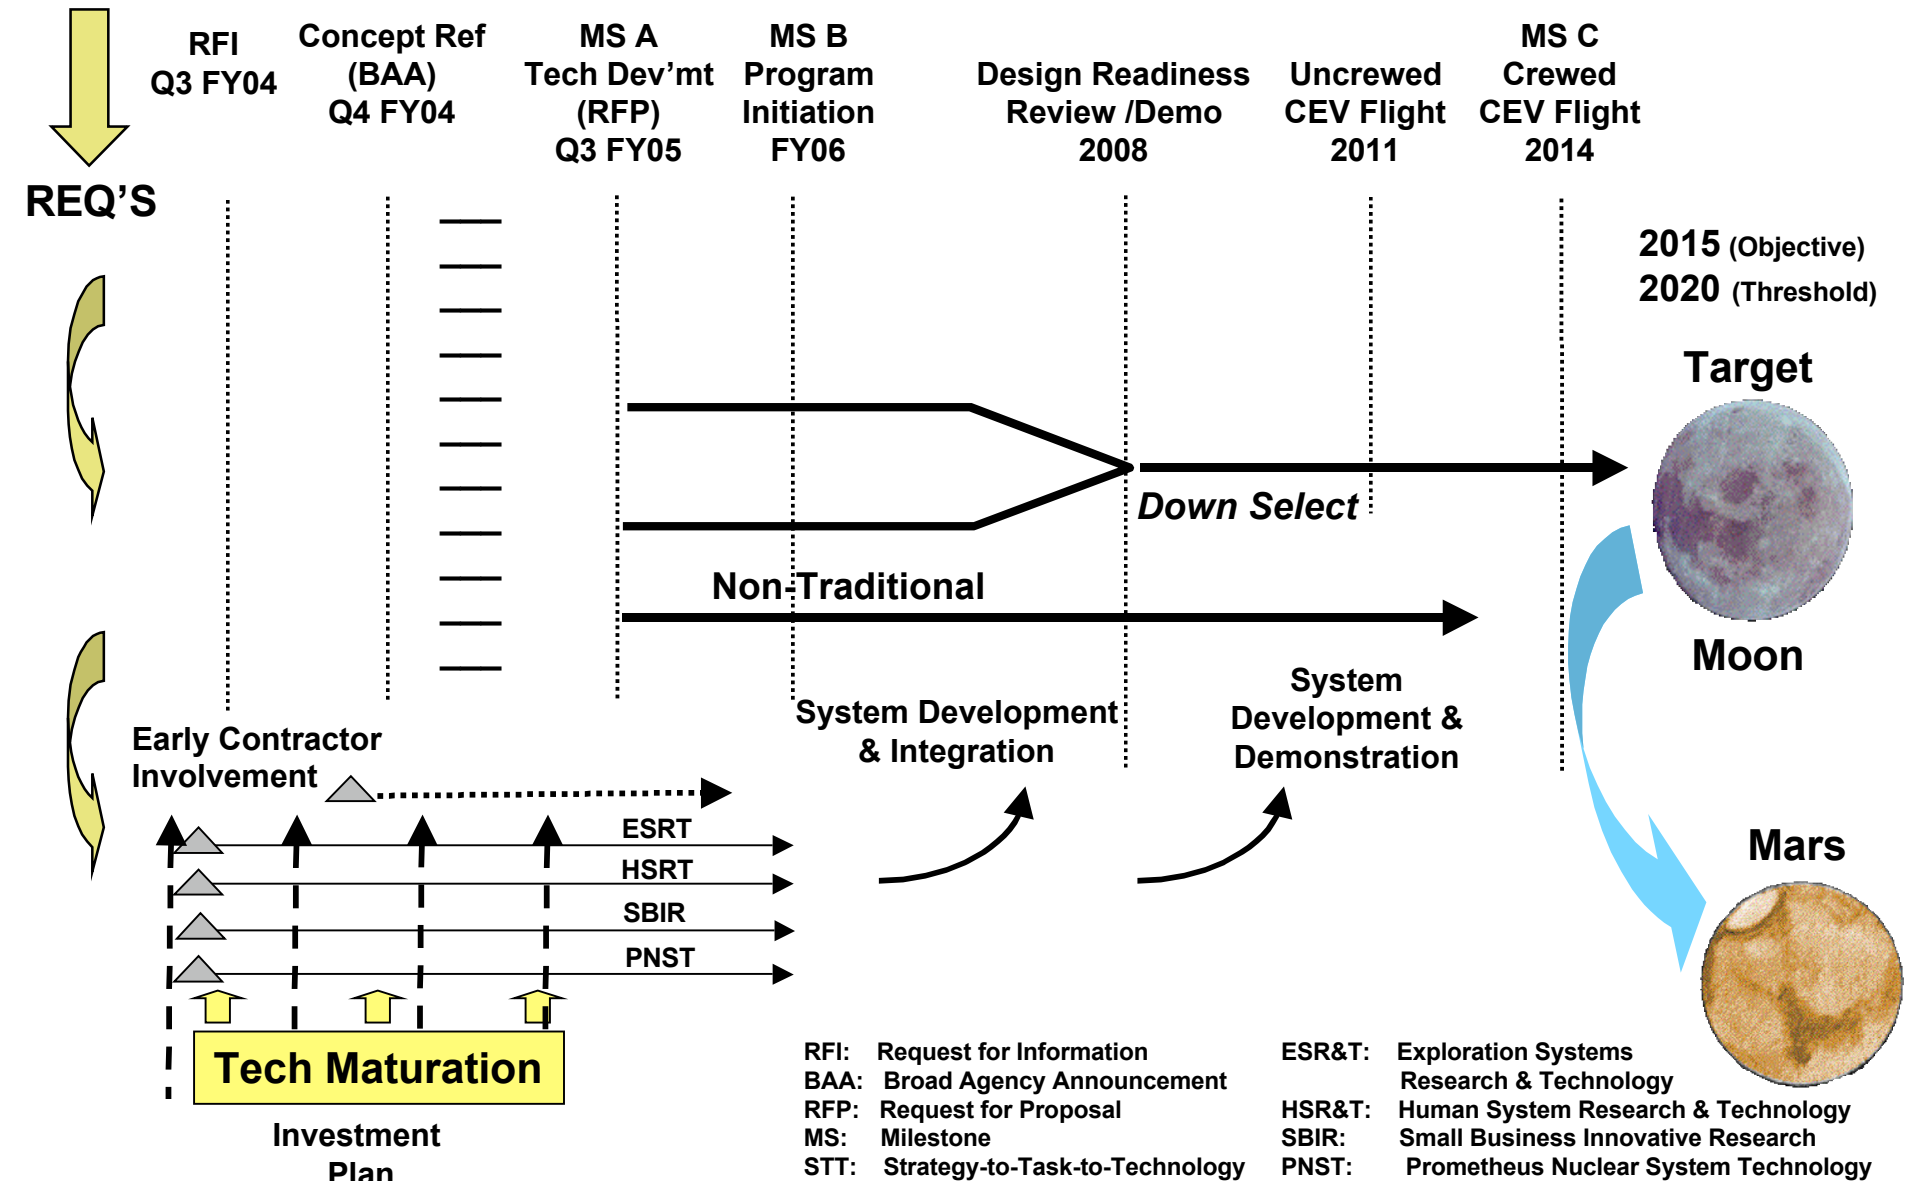 RFI
Q3 FY04
Concept Ref
(BAA)
Q4 FY04
MS A
Tech Dev'mt
(RFP)
Q3 FY05
MS B
Program
Initiation
FY06
Design Readiness
Review /Demo
2008
Uncrewed
CEV Flight
2011
MS C
Crewed
CEV Flight
2014
REQ'S
2015 (Objective)
2020 (Threshold)
Target
Down Select
Non-Traditional
Moon
System Development
& Integration
System
Development &
Demonstration
Early Contractor
Involvement
ESRT
HSRT
SBIR
PNST
Mars
Tech Maturation
Investment
Plan
RFI: Request for Information
BAA: Broad Agency Announcement
RFP: Request for Proposal
MS: Milestone
STT: Strategy-to-Task-to-Technology
ESR&T: Exploration Systems
Research & Technology
HSR&T: Human System Research & Technology
SBIR: Small Business Innovative Research
PNST: Prometheus Nuclear System Technology